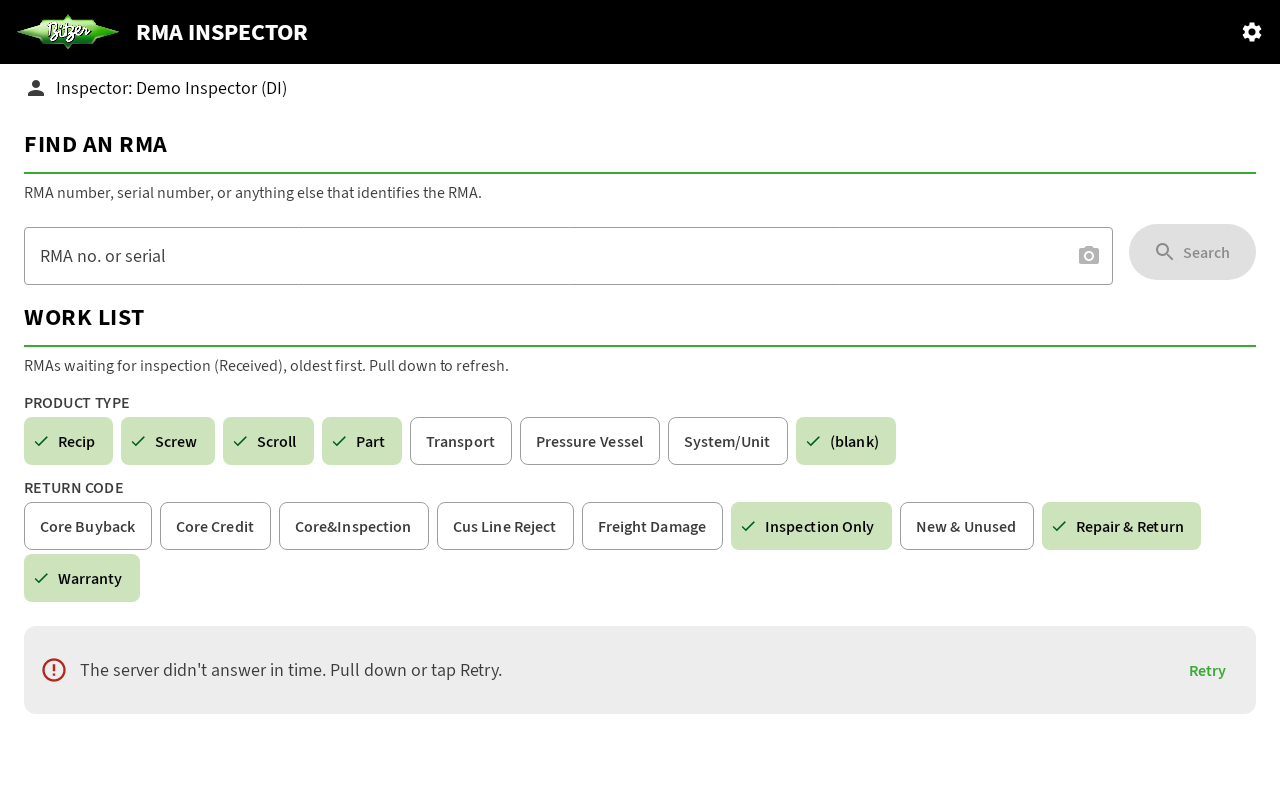 Bitzer RMA INSPECTOR
Inspector: Demo Inspector (DI)
FIND AN RMA
RMA number, serial number, or anything else that identifies the RMA.
RMA no. or serial
Search
WORK LIST
RMAs waiting for inspection (Received), oldest first. Pull down to refresh.
PRODUCT TYPE
Recip Screw Scroll Part Transport Pressure Vessel System/Unit (blank)
RETURN CODE
Core Buyback Core Credit Core&Inspection Cus Line Reject Freight Damage Inspection Only New & Unused Repair & Return
Warranty
The server didn't answer in time. Pull down or tap Retry. Retry